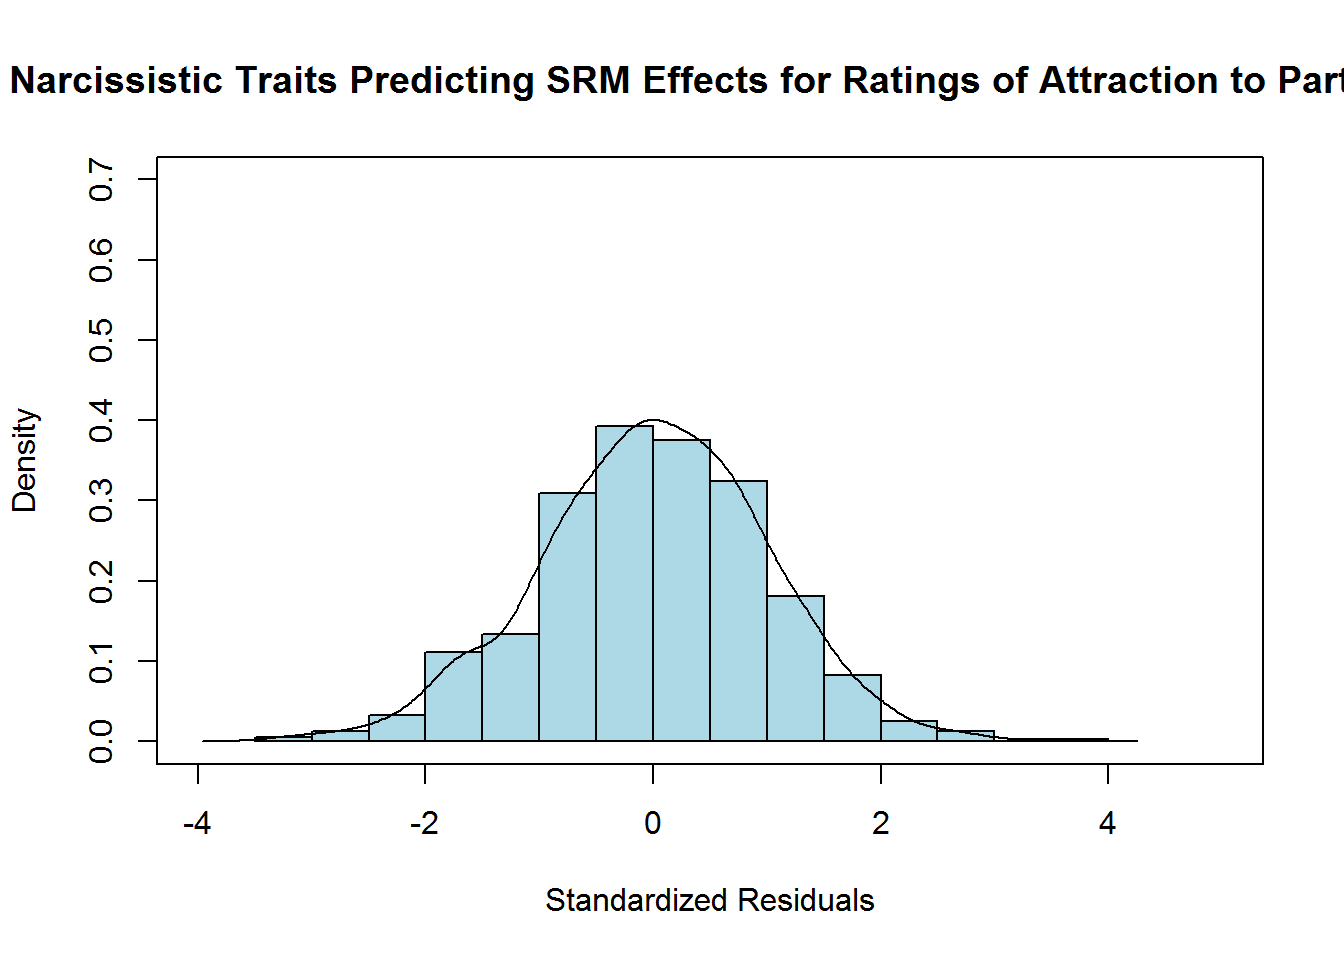 Narcissistic Traits Predicting SRM Effects for Ratings of Attraction to Part
0.7
0.6
0.5
0.4
0.3
0.2
0.1
0.0
Density
-4 -2 0 2 4
Standardized Residuals